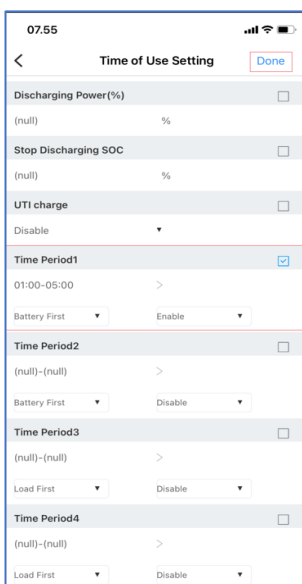 07.55
Time of Use Setting Done
Discharging Power(%)
(null) %
Stop Discharging SOC
(null) %
UTI charge
Disable
Time Period1
01:00-05:00
Battery First Enable
Time Period2
(null)-(null)
Battery First Disable
Time Period3
(null)-(null)
Load First Disable
Time Period4
(null)-(null)
Load First Disable